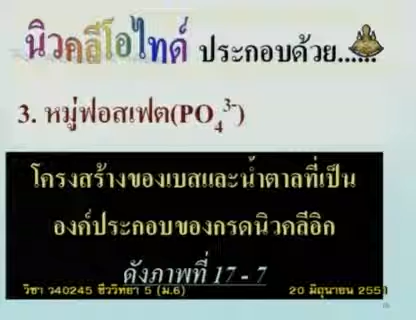 นิวคลีโอไทด์ ประกอบด้วย......
3. หมู่ฟอสเฟต(PO₄³⁻)
โครงสร้างของเบสและน้ำตาลที่เป็น
องค์ประกอบของกรดนิวคลีอิก
ดังภาพที่ 17 - 7
วิชา ว40245 ชีววิทยา 5 (ม.6) 20 มิถุนายน 2551